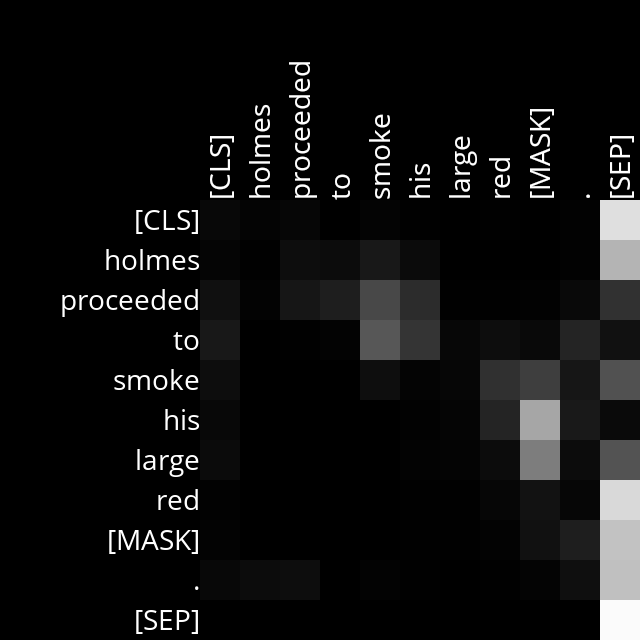 [CLS]
holmes
proceeded
to
smoke
his
large
red
[MASK]
.
[SEP]
[CLS]
holmes
proceeded
to
smoke
his
large
red
[MASK]
.
[SEP]